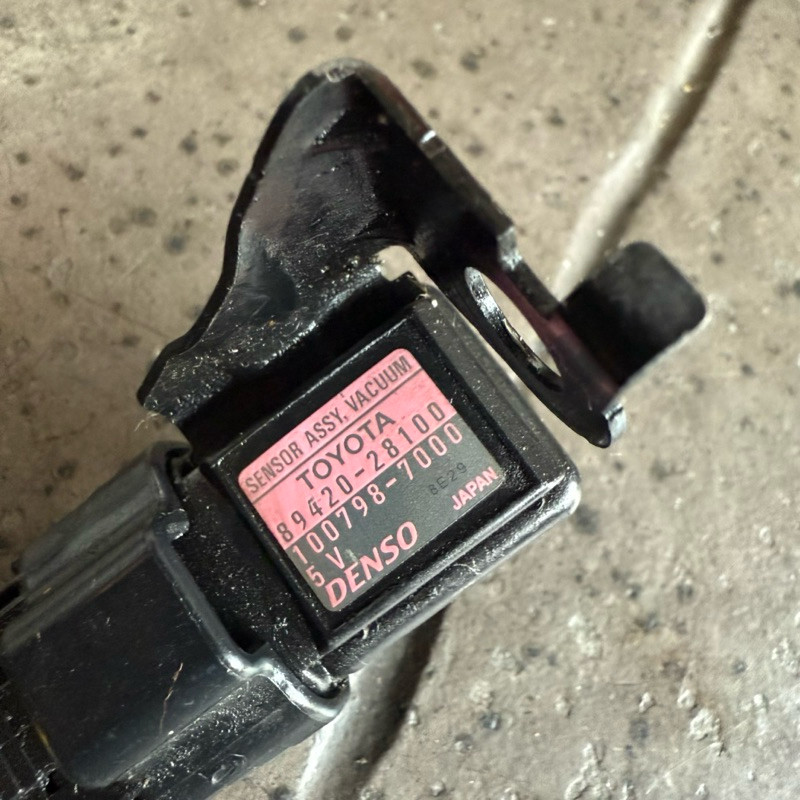 SENSOR ASSY, VACUUM
TOYOTA
89420-28100
100798-7000
5V 8E29
DENSO JAPAN